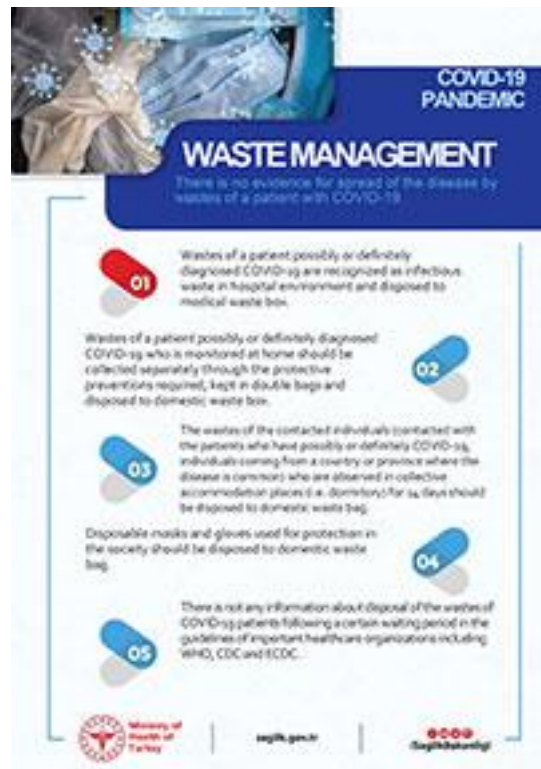 COVID-19
PANDEMIC
WASTE MANAGEMENT
There is no evidence for spread of the disease by
wastes of a patient with COVID-19
01
Wastes of a patient possibly or definitely
diagnosed COVID-19 are recognized as infectious
waste in hospital environment and disposed to
medical waste box.
Wastes of a patient possibly or definitely diagnosed
COVID-19 who is monitored at home should be
collected separately through the protective
preventions required, kept in double bags and
disposed to domestic waste box.
02
03
The wastes of the contacted individuals (contacted with
the patients who have possibly or definitely COVID-19,
individuals coming from a country or province where the
disease is common) who are observed in collective
accommodation places (i.e. dormitory) for 14 days should
be disposed to domestic waste bag.
Disposable masks and gloves used for protection in
the society should be disposed to domestic waste
bag.
04
05
There is not any information about disposal of the wastes of
COVID-19 patients following a certain waiting period in the
guidelines of important healthcare organizations including
WHO, CDC and ECDC.
Ministry of
Health of
Turkey
saglik.gov.tr
/SaglikBakanligi